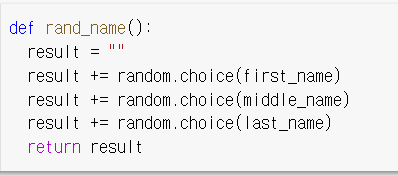 def rand_name():
  result = ""
  result += random.choice(first_name)
  result += random.choice(middle_name)
  result += random.choice(last_name)
  return result